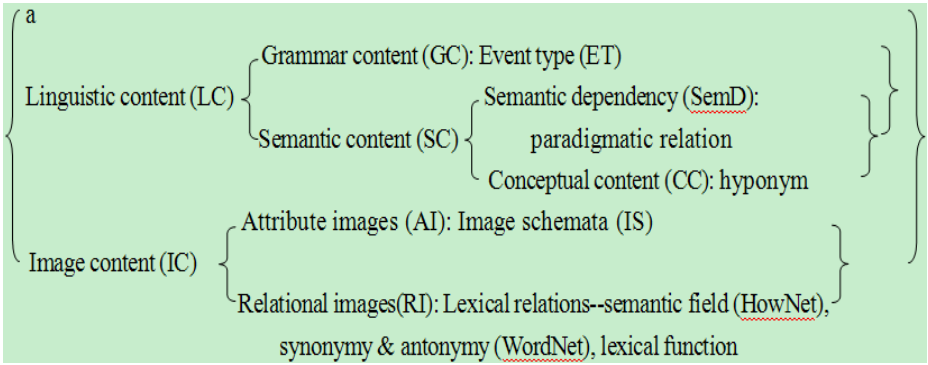 a
Grammar content (GC): Event type (ET)
Linguistic content (LC)
Semantic dependency (SemD):
Semantic content (SC)
paradigmatic relation
Conceptual content (CC): hyponym
Attribute images (AI): Image schemata (IS)
Image content (IC)
Relational images(RI): Lexical relations--semantic field (HowNet),
synonymy & antonymy (WordNet), lexical function